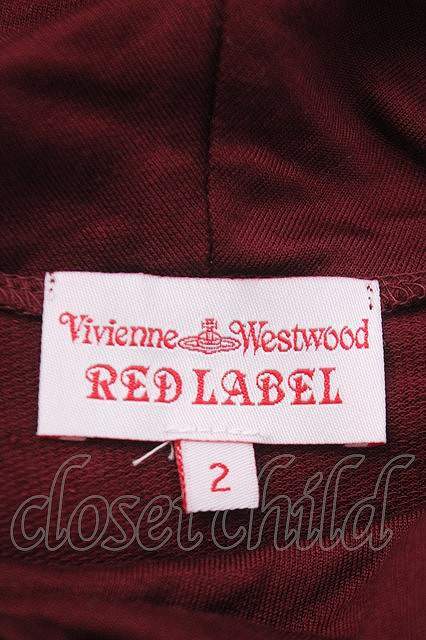 Vivienne Westwood
RED LABEL
2
closet child